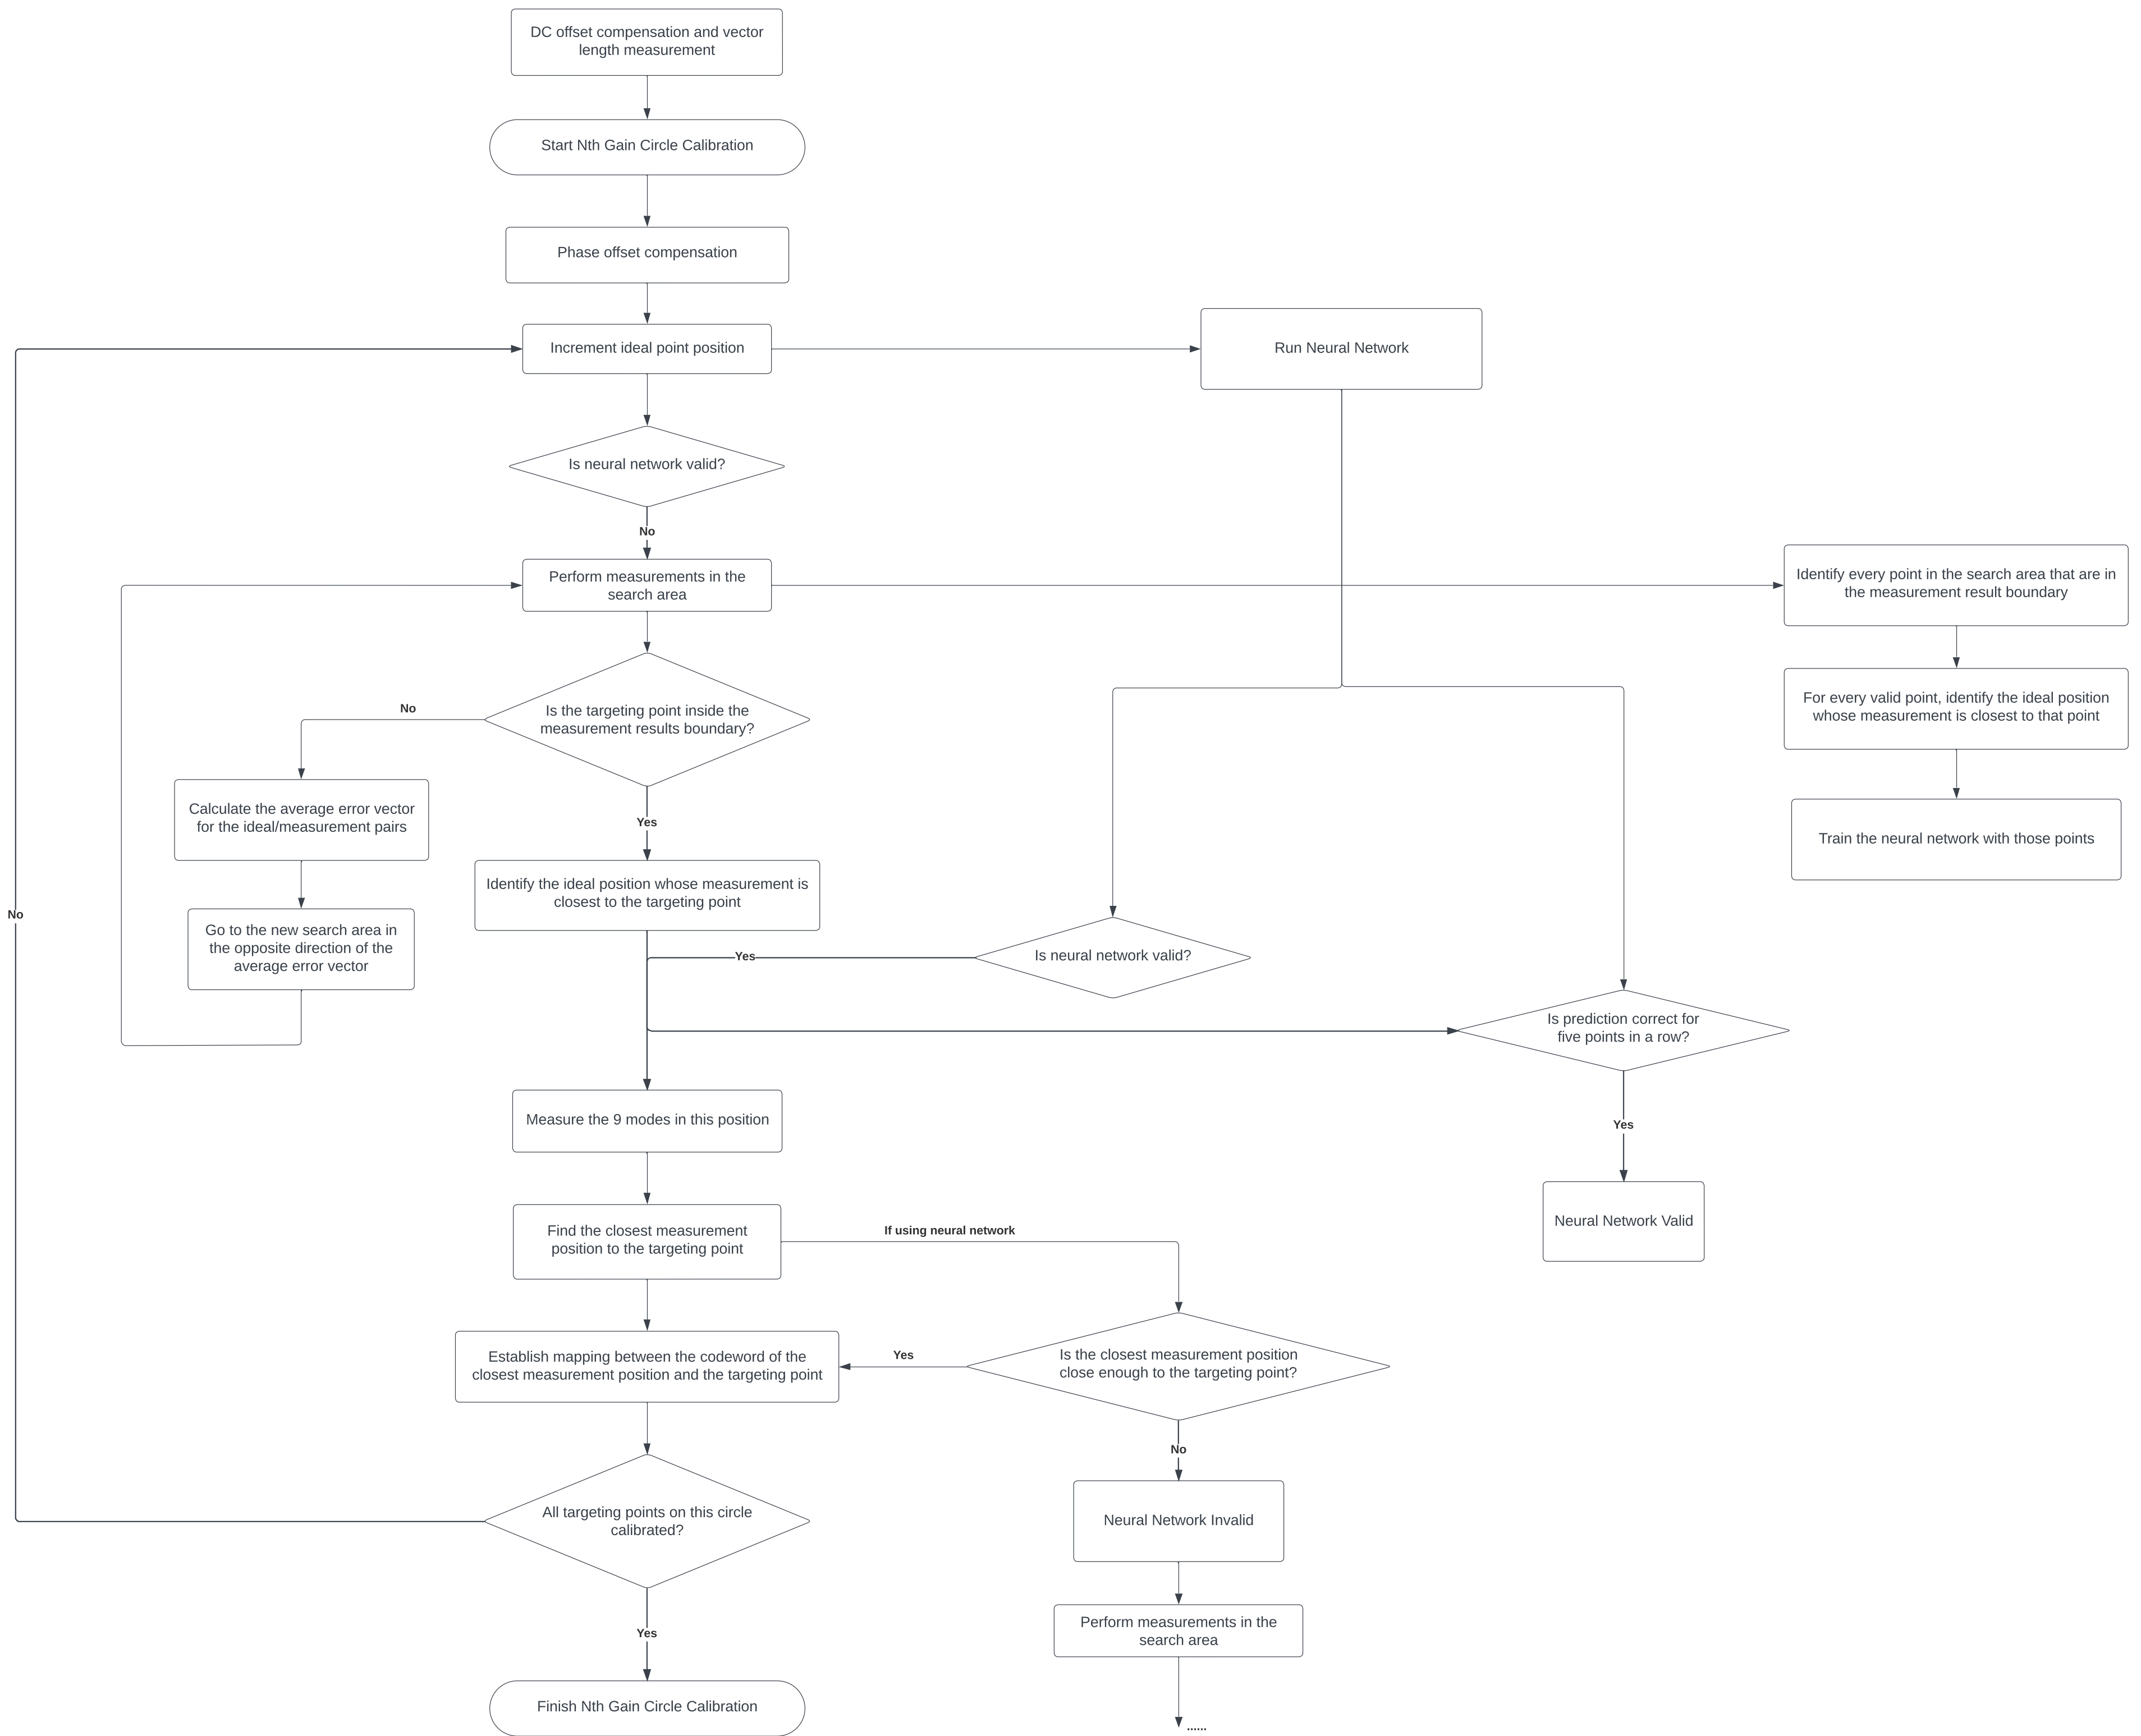 DC offset compensation and vector
length measurement
Start Nth Gain Circle Calibration
Phase offset compensation
Increment ideal point position
Run Neural Network
Is neural network valid?
No
Perform measurements in the
search area
Identify every point in the search area that are in
the measurement result boundary
For every valid point, identify the ideal position
whose measurement is closest to that point
Train the neural network with those points
Is the targeting point inside the
measurement results boundary?
No
Calculate the average error vector
for the ideal/measurement pairs
Go to the new search area in
the opposite direction of the
average error vector
Yes
Identify the ideal position whose measurement is
closest to the targeting point
No
Is neural network valid?
Yes
Is prediction correct for
five points in a row?
Yes
Neural Network Valid
Measure the 9 modes in this position
Find the closest measurement
position to the targeting point
If using neural network
Establish mapping between the codeword of the
closest measurement position and the targeting point
Yes
Is the closest measurement position
close enough to the targeting point?
No
Neural Network Invalid
Perform measurements in the
search area
......
All targeting points on this circle
calibrated?
Yes
Finish Nth Gain Circle Calibration